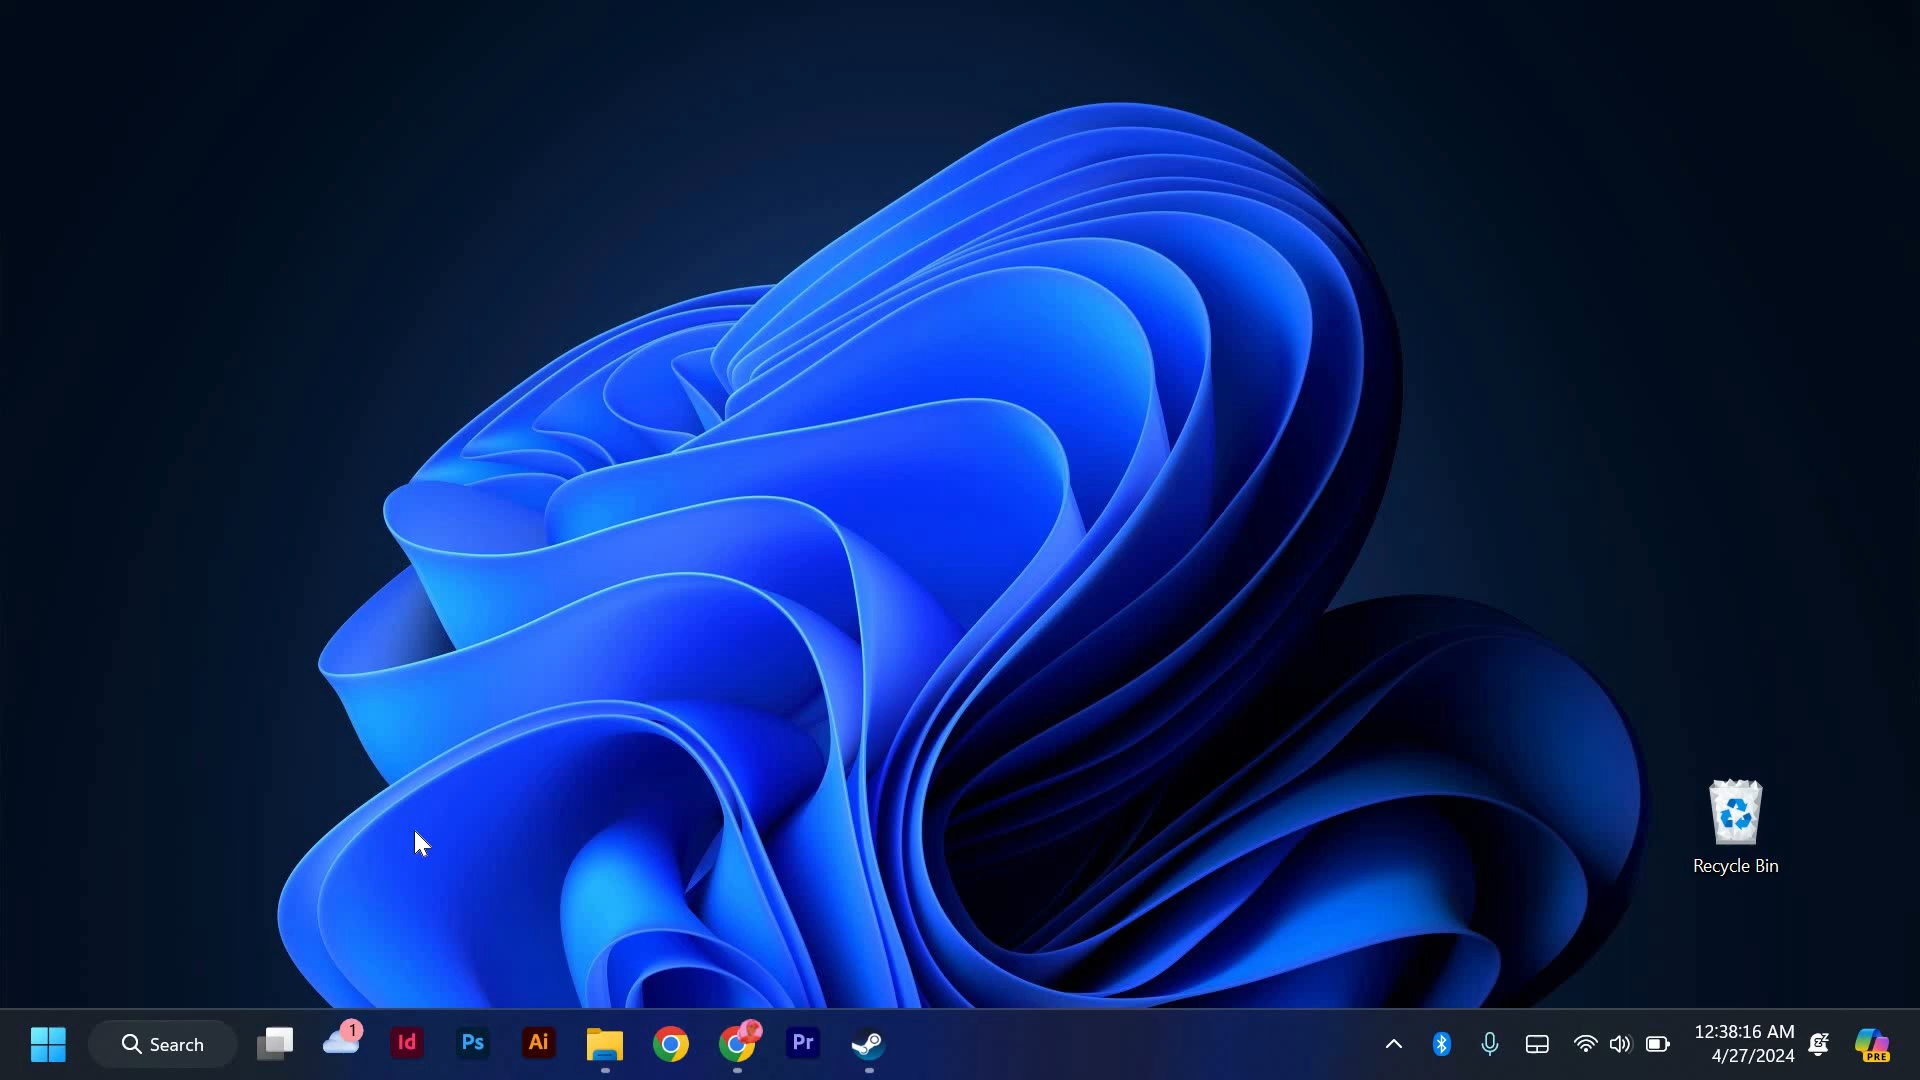 Recycle Bin
Search
1
Id
Ps
Ai
Pr
12:38:16 AM
4/27/2024
PRE